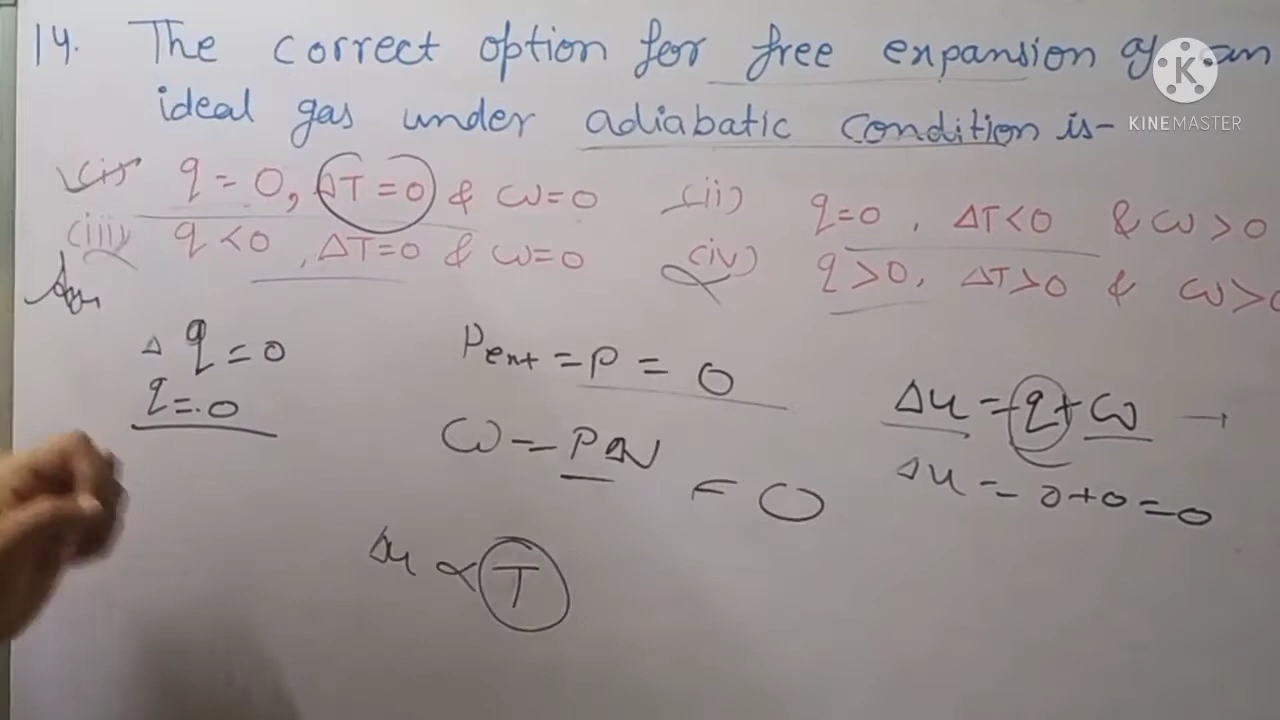 14. The correct option for free expansion of an
ideal gas under adiabatic condition is-
(i) q = 0, ΔT = 0 & ω = 0 (ii) q = 0, ΔT < 0 & ω > 0
(iii) q < 0, ΔT = 0 & ω = 0 (iv) q > 0, ΔT > 0 & ω > 0
Ans
Δ q = 0
q = 0
Pext = P = 0
ω = PΔV = 0
Δu ∝ T
Δu = q + ω →
Δu = 0 + 0 = 0
K
KINEMASTER